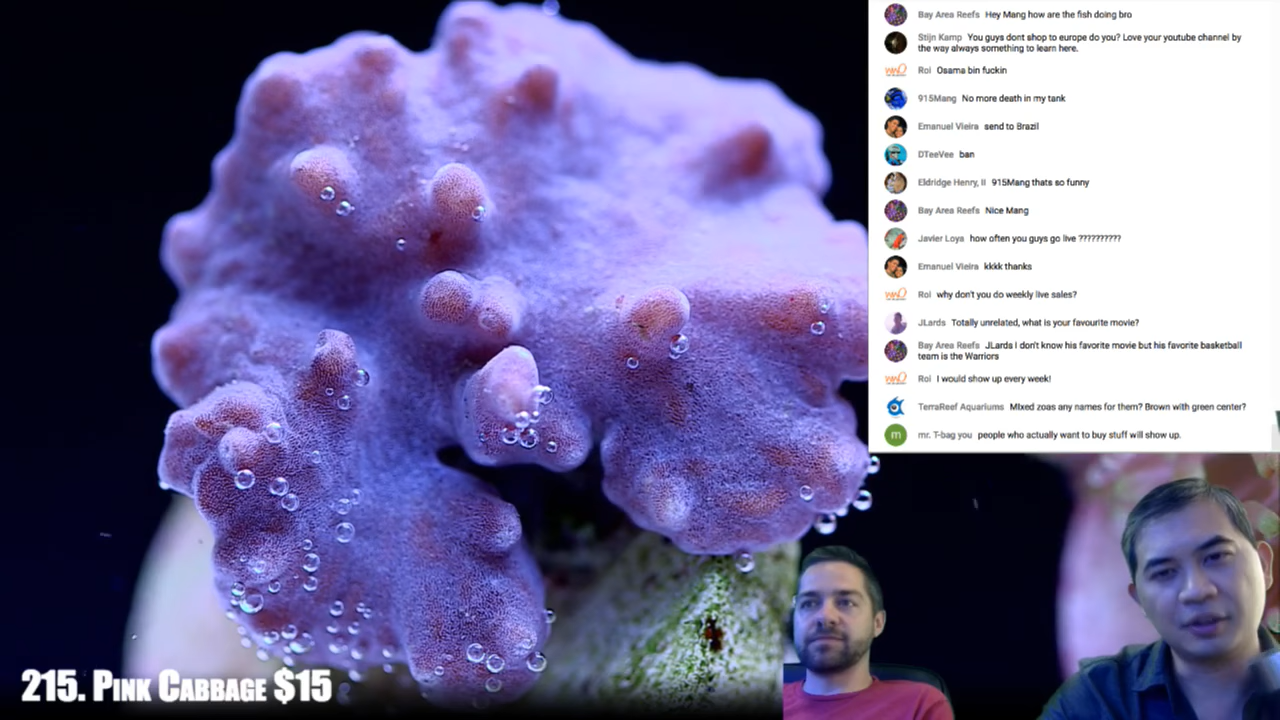 Bay Area Reefs Hey Mang how are the fish doing bro
Stijn Kamp You guys dont shop to europe do you? Love your youtube channel by
the way always something to learn here.
Roi Osama bin fuckin
915Mang No more death in my tank
Emanuel Vieira send to Brazil
DTeeVee ban
Eldridge Henry, II 915Mang thats so funny
Bay Area Reefs Nice Mang
Javier Loya how often you guys go live ??????????
Emanuel Vieira kkkk thanks
Roi why don't you do weekly live sales?
JLards Totally unrelated, what is your favourite movie?
Bay Area Reefs JLards I don't know his favorite movie but his favorite basketball
team is the Warriors
Roi I would show up every week!
TerraReef Aquariums MIxed zoas any names for them? Brown with green center?
m mr. T-bag you people who actually want to buy stuff will show up.
215. Pink Cabbage $15